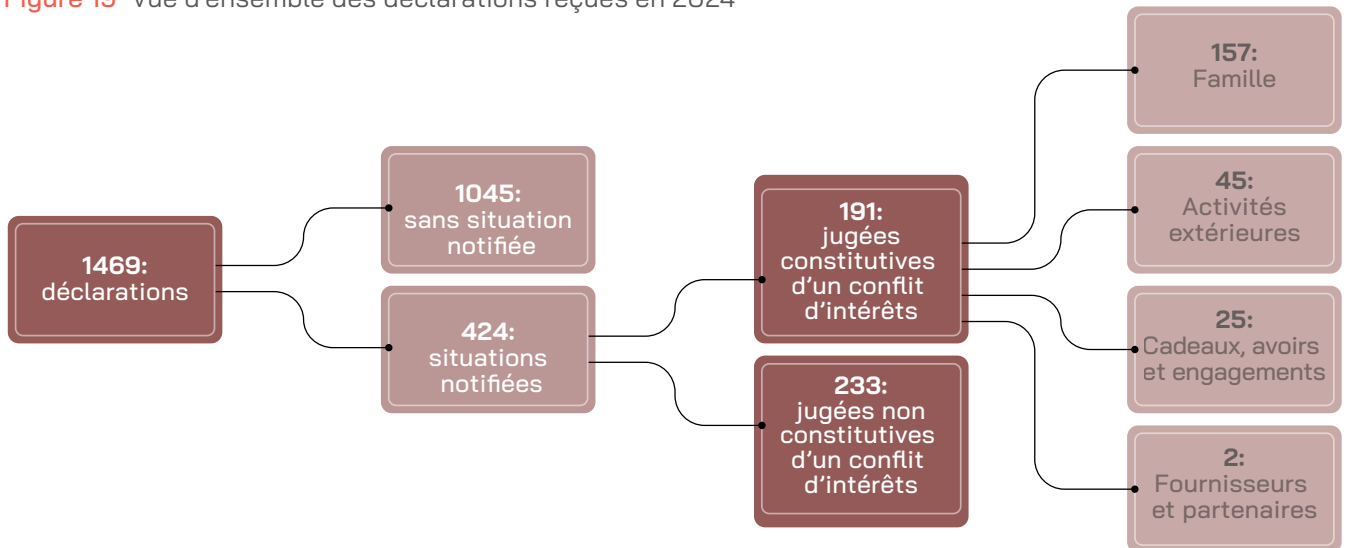 Figure 15 Vue d'ensemble des déclarations reçues en 2024
1469:
déclarations
1045:
sans situation
notifiée
424:
situations
notifiées
191:
jugées
constitutives
d'un conflit
d'intérêts
233:
jugées non
constitutives
d'un conflit
d'intérêts
157:
Famille
45:
Activités
extérieures
25:
Cadeaux, avoirs
et engagements
2:
Fournisseurs
et partenaires